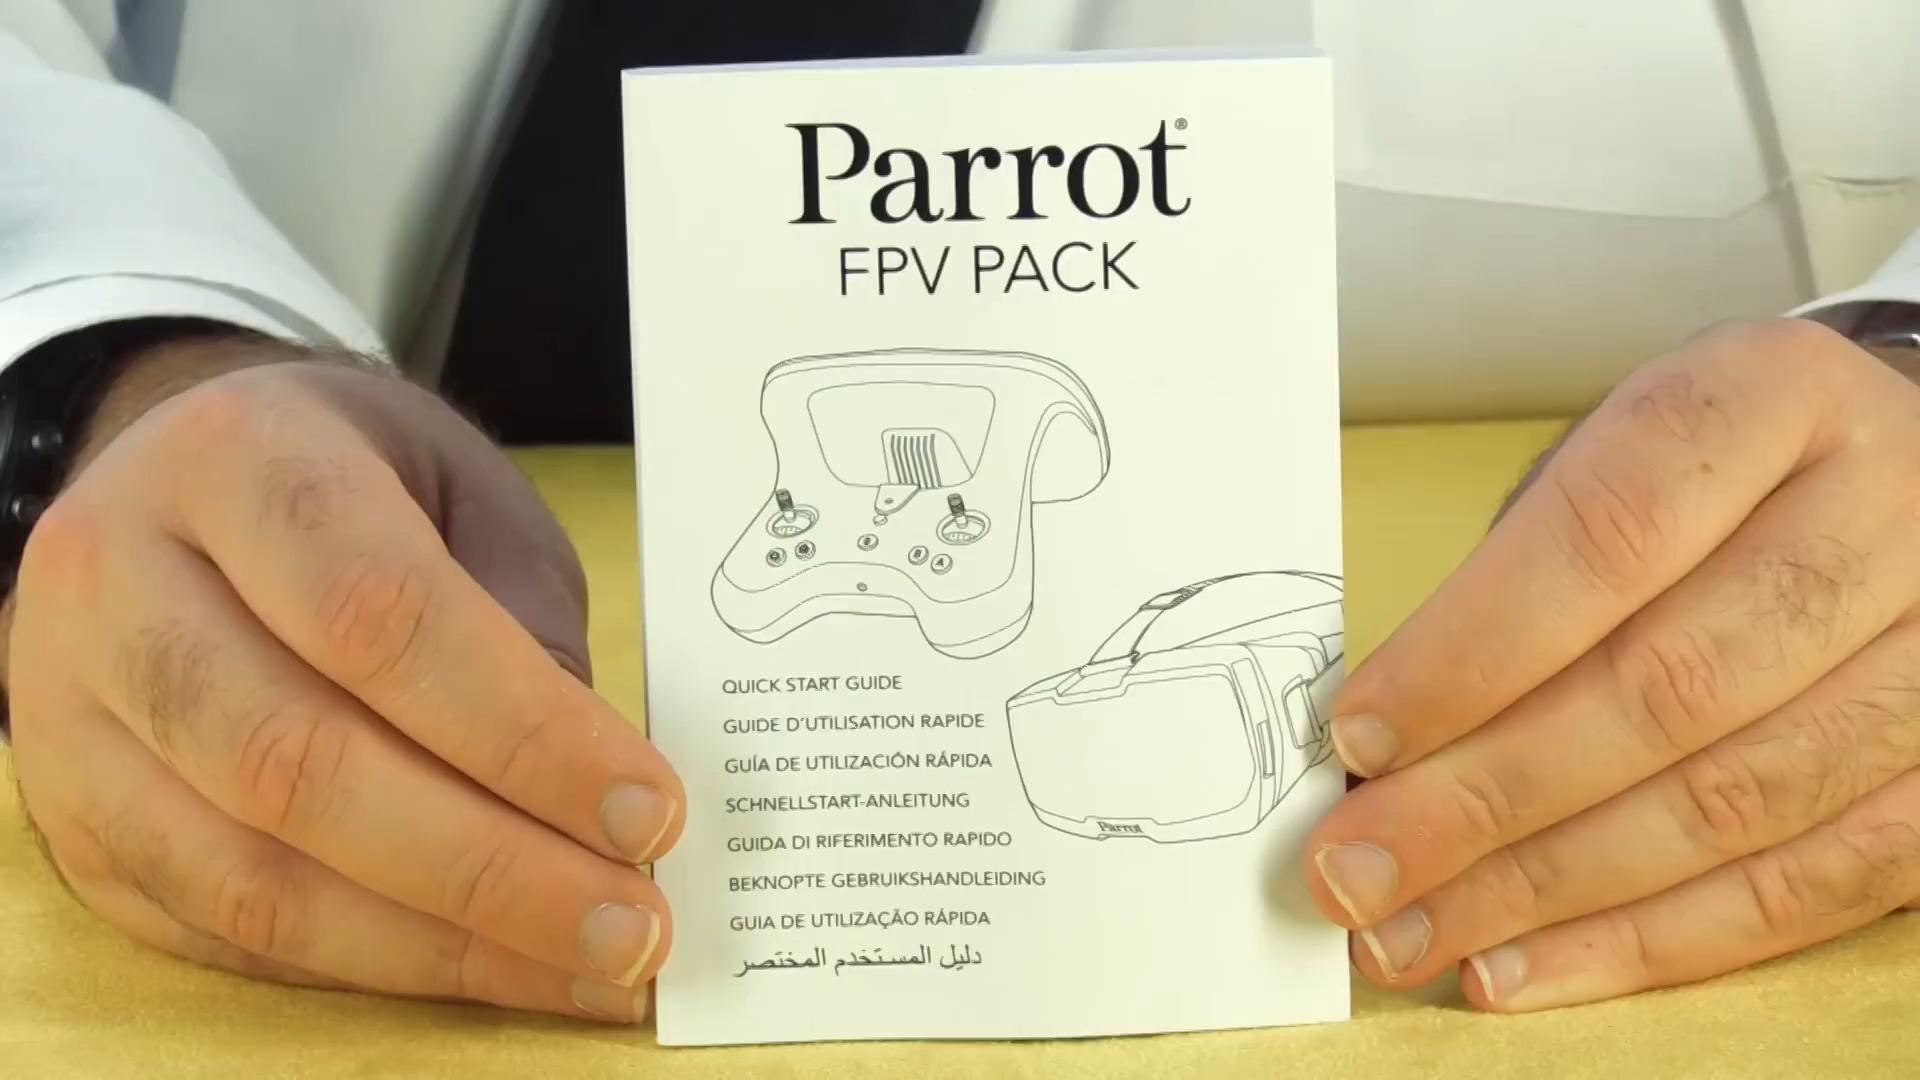 Parrot®
FPV PACK
B
A
QUICK START GUIDE
GUIDE D'UTILISATION RAPIDE
GUÍA DE UTILIZACIÓN RÁPIDA
SCHNELLSTART-ANLEITUNG
GUIDA DI RIFERIMENTO RAPIDO
BEKNOPTE GEBRUIKSHANDLEIDING
GUIA DE UTILIZAÇÃO RÁPIDA
دليل المستخدم المختصر
Parrot